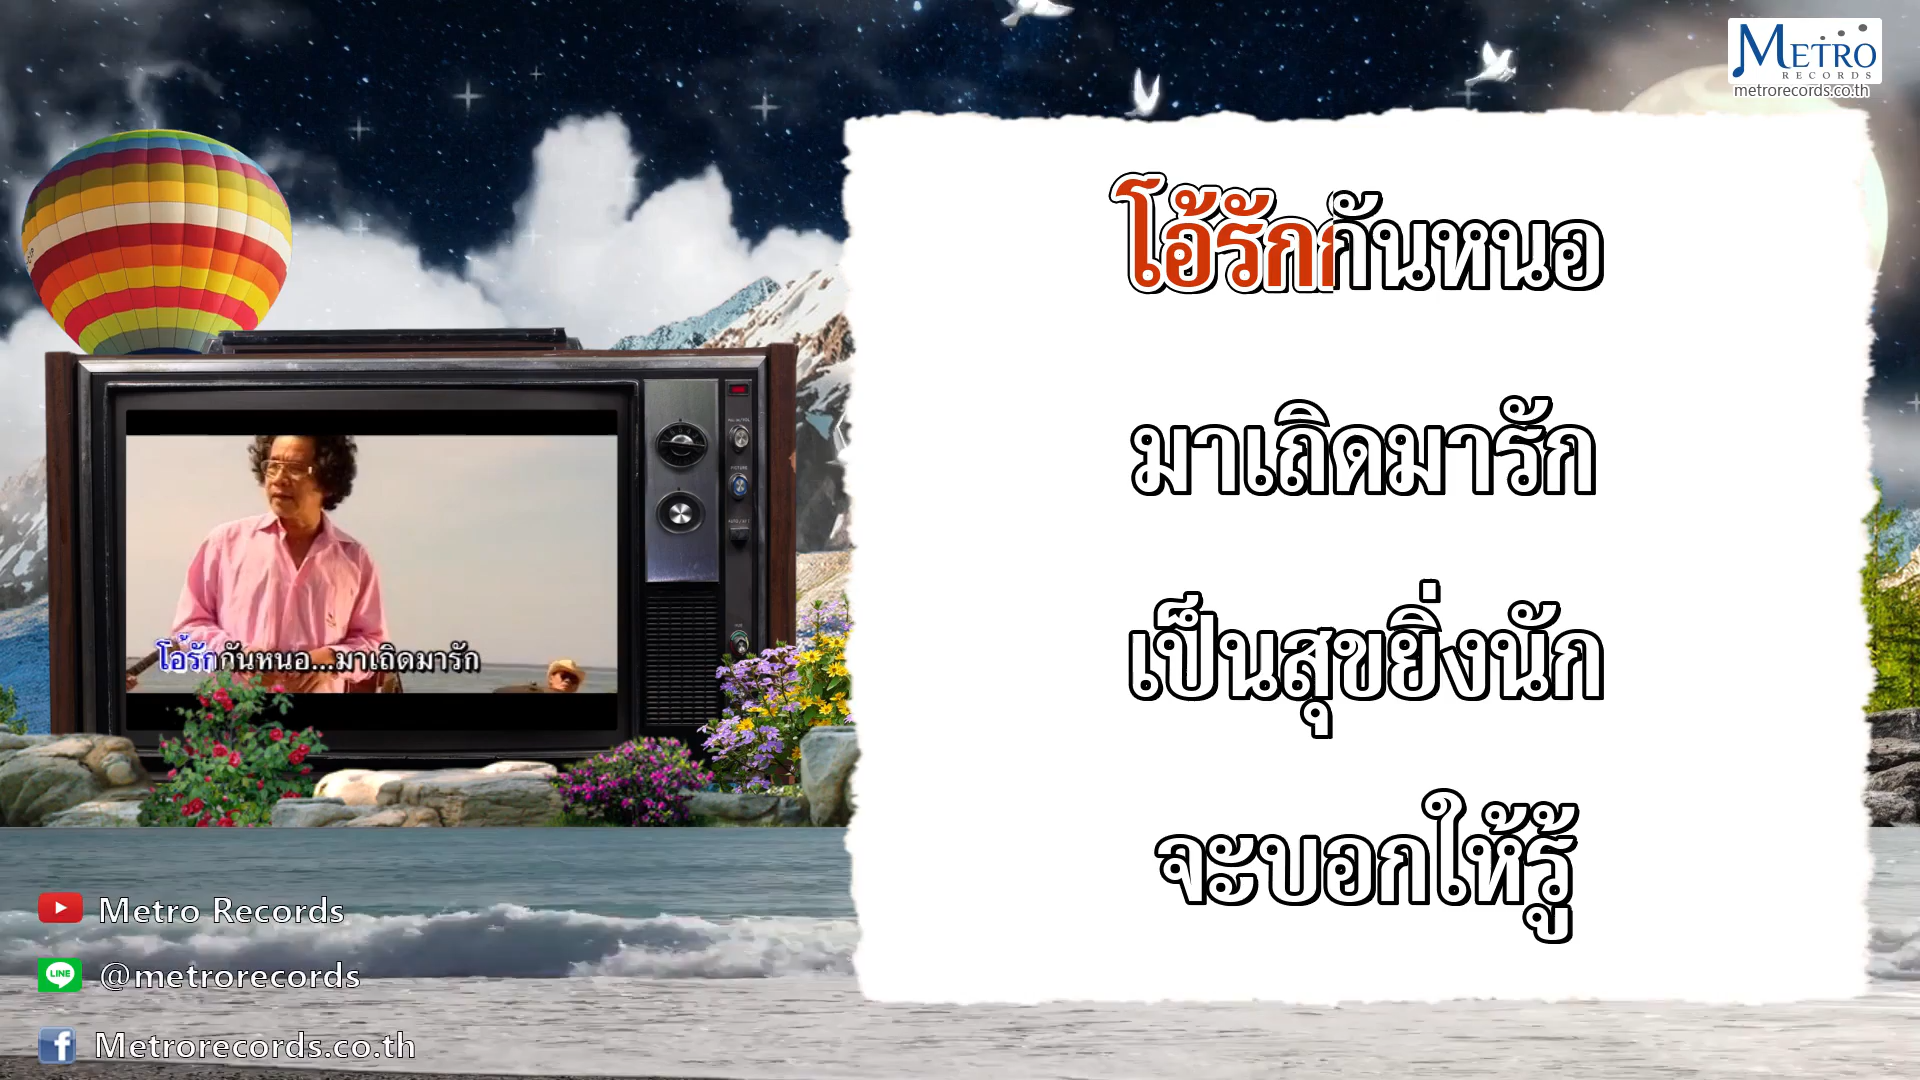 METRO
RECORDS
metrorecords.co.th
โอ้รักกันหนอ
มาเถิดมารัก
เป็นสุขยิ่งนัก
จะบอกให้รู้
โอ้รักกันหนอ...มาเถิดมารัก
Metro Records
LINE @metrorecords
f Metrorecords.co.th